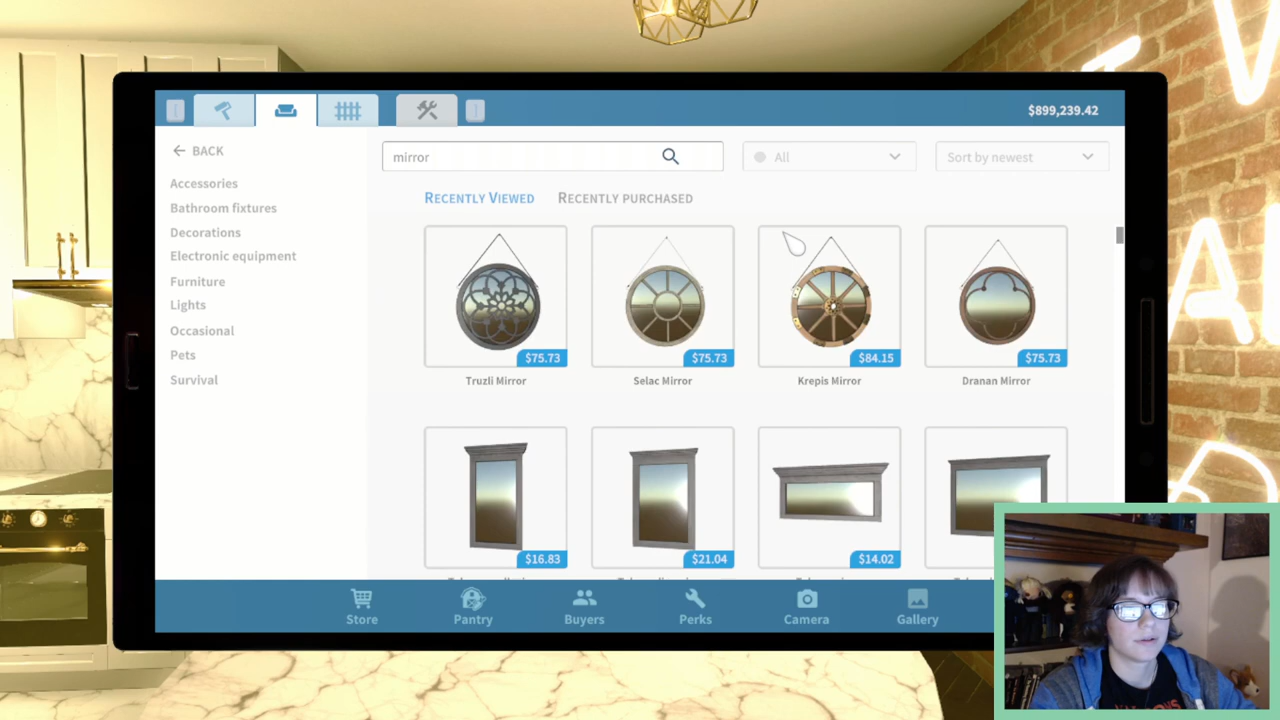 $899,239.42
BACK
mirror
All
Sort by newest
Accessories
Bathroom fixtures
Decorations
Electronic equipment
Furniture
Lights
Occasional
Pets
Survival
RECENTLY VIEWED
RECENTLY PURCHASED
$75.73
$75.73
$84.15
$75.73
Truzli Mirror
Selac Mirror
Krepis Mirror
Dranan Mirror
$16.83
$21.04
$14.02
Store
Pantry
Buyers
Perks
Camera
Gallery